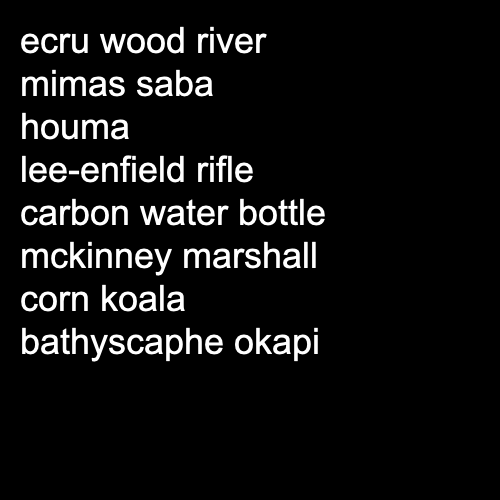 ecru wood river
mimas saba
houma
lee-enfield rifle
carbon water bottle
mckinney marshall
corn koala
bathyscaphe okapi